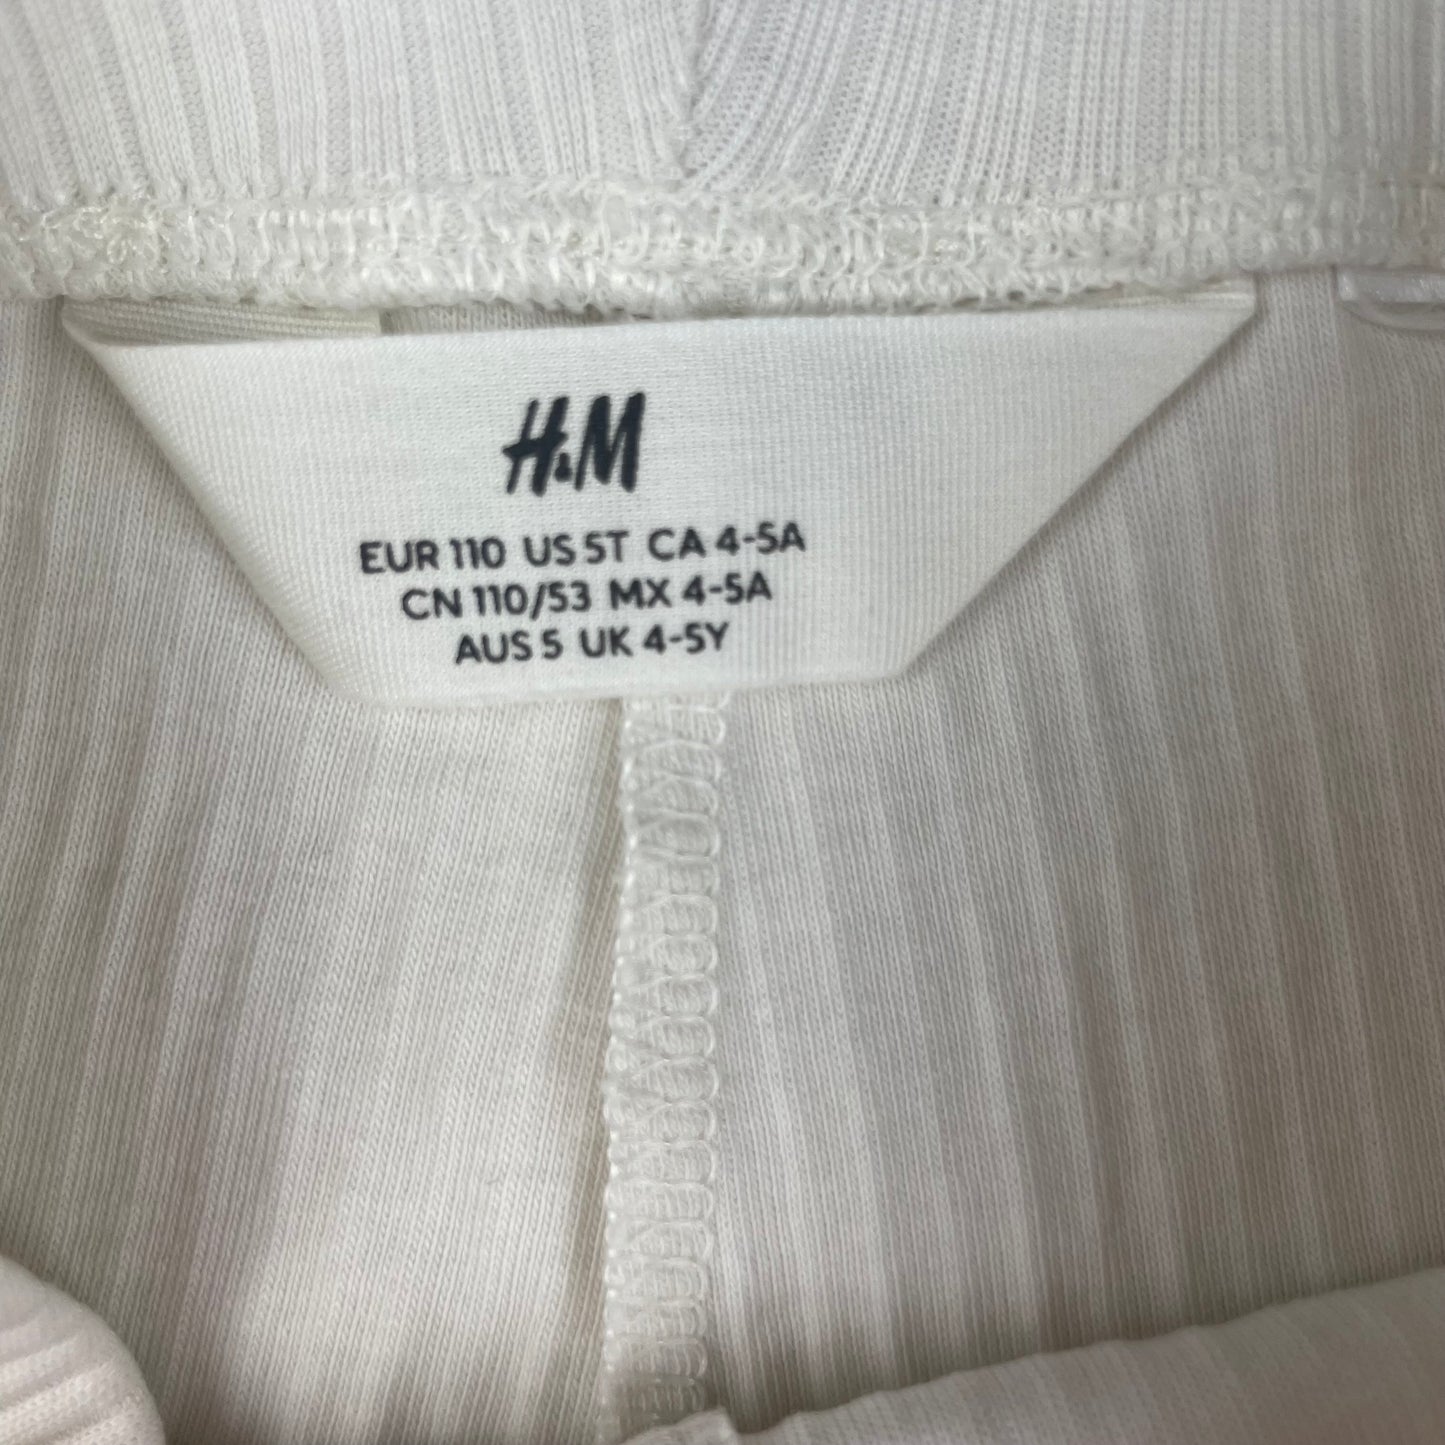 H&M
EUR 110 US 5T CA 4-5A
CN 110/53 MX 4-5A
AUS 5 UK 4-5Y